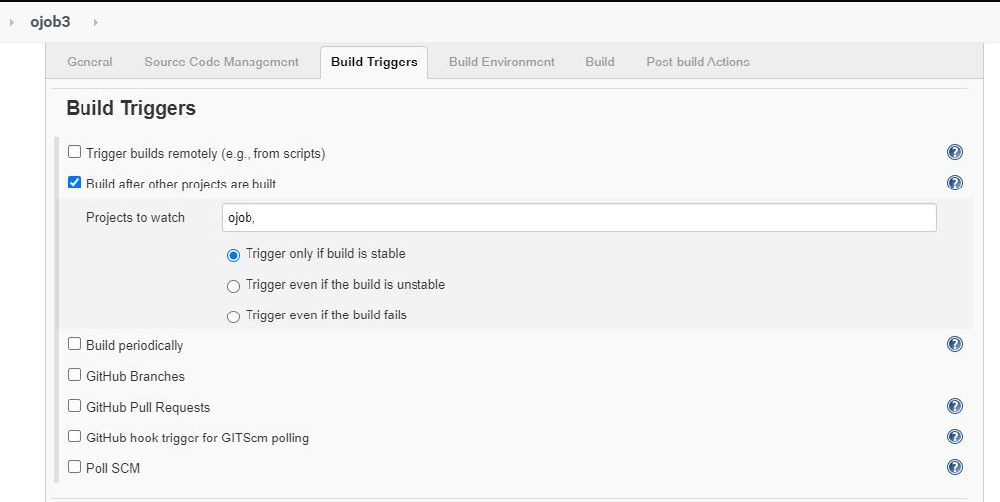 ojob3
General Source Code Management Build Triggers Build Environment Build Post-build Actions
Build Triggers
Trigger builds remotely (e.g., from scripts)
Build after other projects are built
Projects to watch ojob,
Trigger only if build is stable
Trigger even if the build is unstable
Trigger even if the build fails
Build periodically
GitHub Branches
GitHub Pull Requests
GitHub hook trigger for GITScm polling
Poll SCM